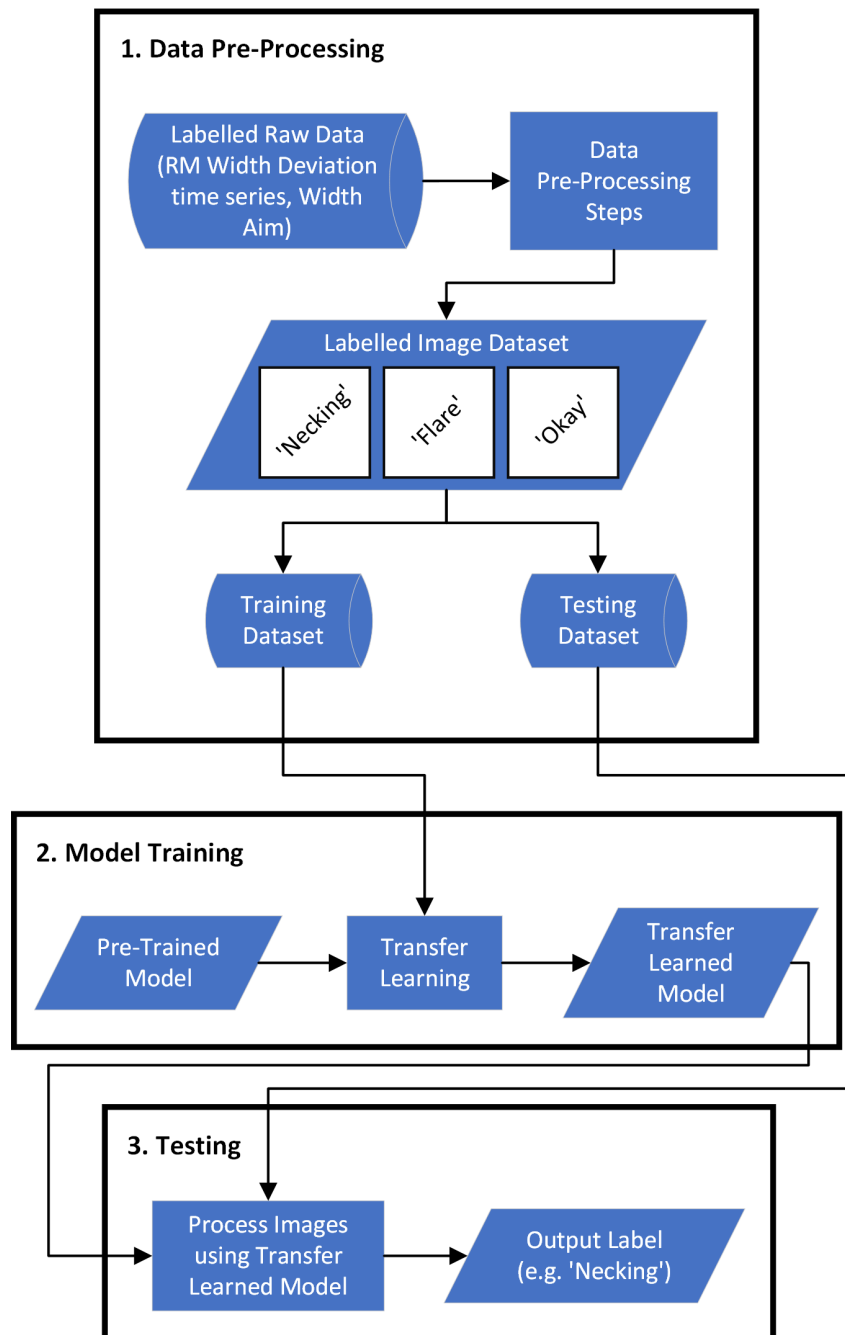 1. Data Pre-Processing
Labelled Raw Data
(RM Width Deviation
time series, Width
Aim)
Data
Pre-Processing
Steps
Labelled Image Dataset
'Necking'
'Flare'
'Okay'
Training
Dataset
Testing
Dataset
2. Model Training
Pre-Trained
Model
Transfer
Learning
Transfer
Learned
Model
3. Testing
Process Images
using Transfer
Learned Model
Output Label
(e.g. 'Necking')